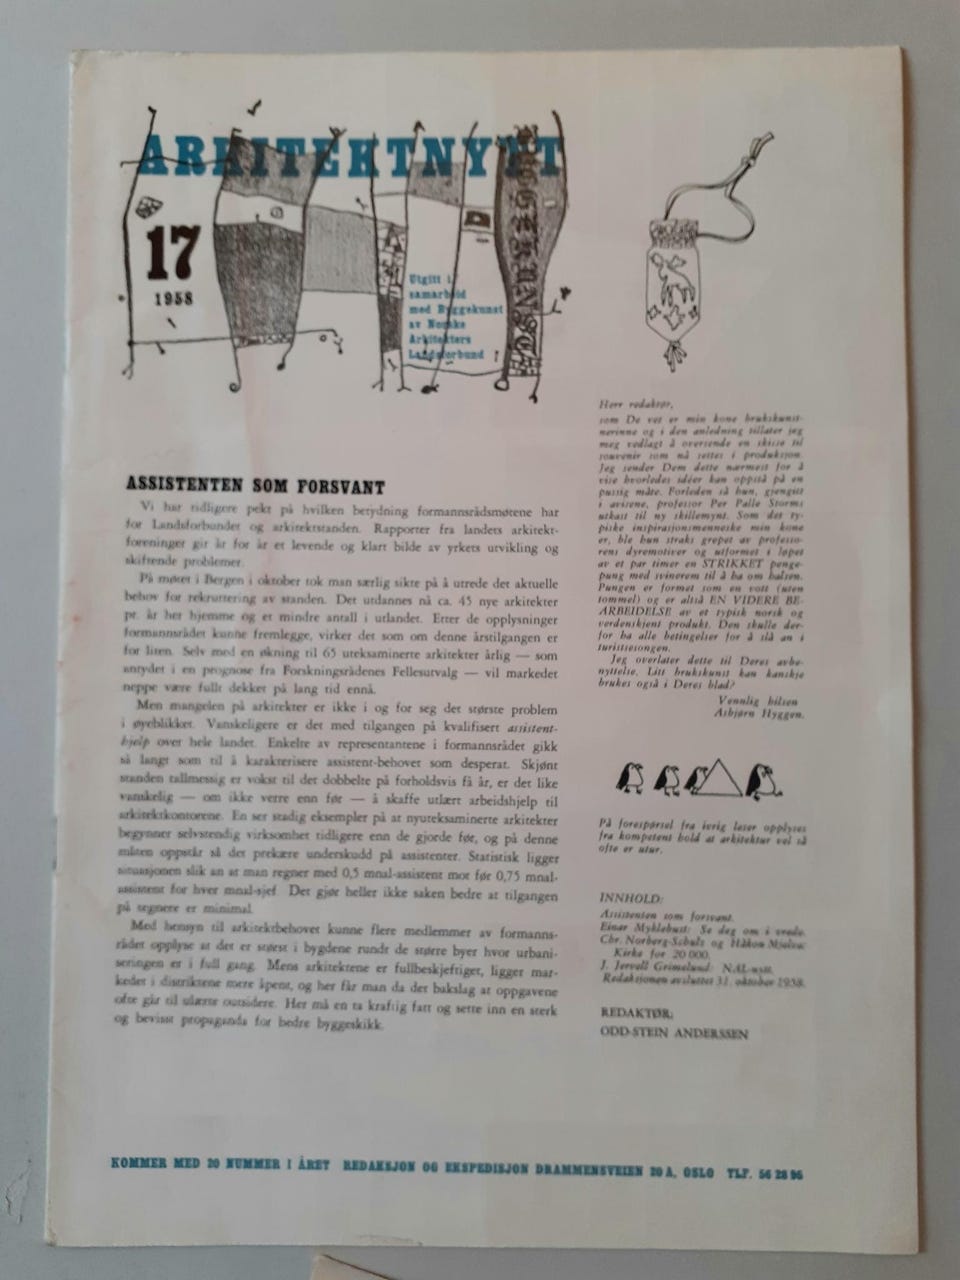 ARKITEKTNYTT
17
1958
BYGGEKUNST
Utgitt i
samarbeid
med Byggekunst
av Norske
Arkitekters
Landsforbund
ASSISTENTEN SOM FORSVANT
Vi har tidligere pekt på hvilken betydning formannsrådsmøtene har
for Landsforbundet og arkitektstanden. Rapporter fra landets arkitekt-
foreninger gir år for år et levende og klart bilde av yrkets utvikling og
skiftende problemer.
På møtet i Bergen i oktober tok man særlig sikte på å utrede det aktuelle
behov for rekruttering av standen. Det utdannes nå ca. 45 nye arkitekter
pr. år her hjemme og et mindre antall i utlandet. Etter de opplysninger
formannsrådet kunne fremlegge, virker det som om denne årstilgangen er
for liten. Selv med en økning til 65 uteksaminerte arkitekter årlig — som
antydet i en prognose fra Forskningsrådenes Fellesutvalg — vil markedet
neppe være fullt dekket på lang tid ennå.
Men mangelen på arkitekter er ikke i og for seg det største problem
i øyeblikket. Vanskeligere er det med tilgangen på kvalifisert assistent-
hjelp over hele landet. Enkelte av representantene i formannsrådet gikk
så langt som til å karakterisere assistent-behovet som desperat. Skjønt
standen tallmessig er vokst til det dobbelte på forholdsvis få år, er det like
vanskelig — om ikke verre enn før — å skaffe utlært arbeidshjelp til
arkitektkontorene. En ser stadig eksempler på at nyuteksaminerte arkitekter
begynner selvstendig virksomhet tidligere enn de gjorde før, og på denne
måten oppstår så det prekære underskudd på assistenter. Statistisk ligger
situasjonen slik an at man regner med 0,5 mnal-assistent mot før 0,75 mnal-
assistent for hver mnal-sjef. Det gjør heller ikke saken bedre at tilgangen
på tegnere er minimal.
Med hensyn til arkitektbehovet kunne flere medlemmer av formanns-
rådet opplyse at det er størst i bygdene rundt de større byer hvor urbani-
seringen er i full gang. Mens arkitektene er fullbeskjeftiget, ligger mar-
kedet i distriktene mere åpent, og her får man da det bakslag at oppgavene
ofte går til ulærte outsidere. Her må en ta kraftig fatt og sette inn en sterk
og bevisst propaganda for bedre byggeskikk.
Herr redaktør,
som De vet er min kone brukskunst-
nerinne og i den anledning tillater jeg
meg vedlagt å oversende en skisse til
souvenir som nå settes i produksjon.
Jeg sender Dem dette nærmest for å
vise hvorledes idéer kan oppstå på en
pussig måte. Forleden så hun, gjengitt
i avisene, professor Per Palle Storms
utkast til ny skillemynt. Som det ty-
piske inspirasjonsmenneske min kone
er, ble hun straks grepet av professo-
rens dyremotiver og utformet i løpet
av et par timer en STRIKKET penge-
pung med svinerem til å ha om halsen.
Pungen er formet som en vott (uten
tommel) og er altså EN VIDERE BE-
ARBEIDELSE av et typisk norsk og
verdenskjent produkt. Den skulle der-
for ha alle betingelser for å slå an i
turistsesongen.
Jeg overlater dette til Deres avbe-
nyttelse. Litt brukskunst kan kanskje
brukes også i Deres blad?
Vennlig hilsen
Asbjørn Hyggen.
På forespørsel fra ivrig leser opplyses
fra kompetent hold at arkitektur vel så
ofte er utur.
INNHOLD:
Assistenten som forsvant.
Einar Myklebust: Se deg om i vrede.
Chr. Norberg-Schulz og Håkon Mjelva:
Kirke for 20 000.
J. Jervell Grimelund: NAL-nytt.
Redaktionen avsluttet 31. oktober 1958.
REDAKTØR:
ODD-STEIN ANDERSSEN
KOMMER MED 20 NUMMER I ÅRET REDAKSJON OG EKSPEDISJON DRAMMENSVEIEN 20 A, OSLO TLF. 56 28 96